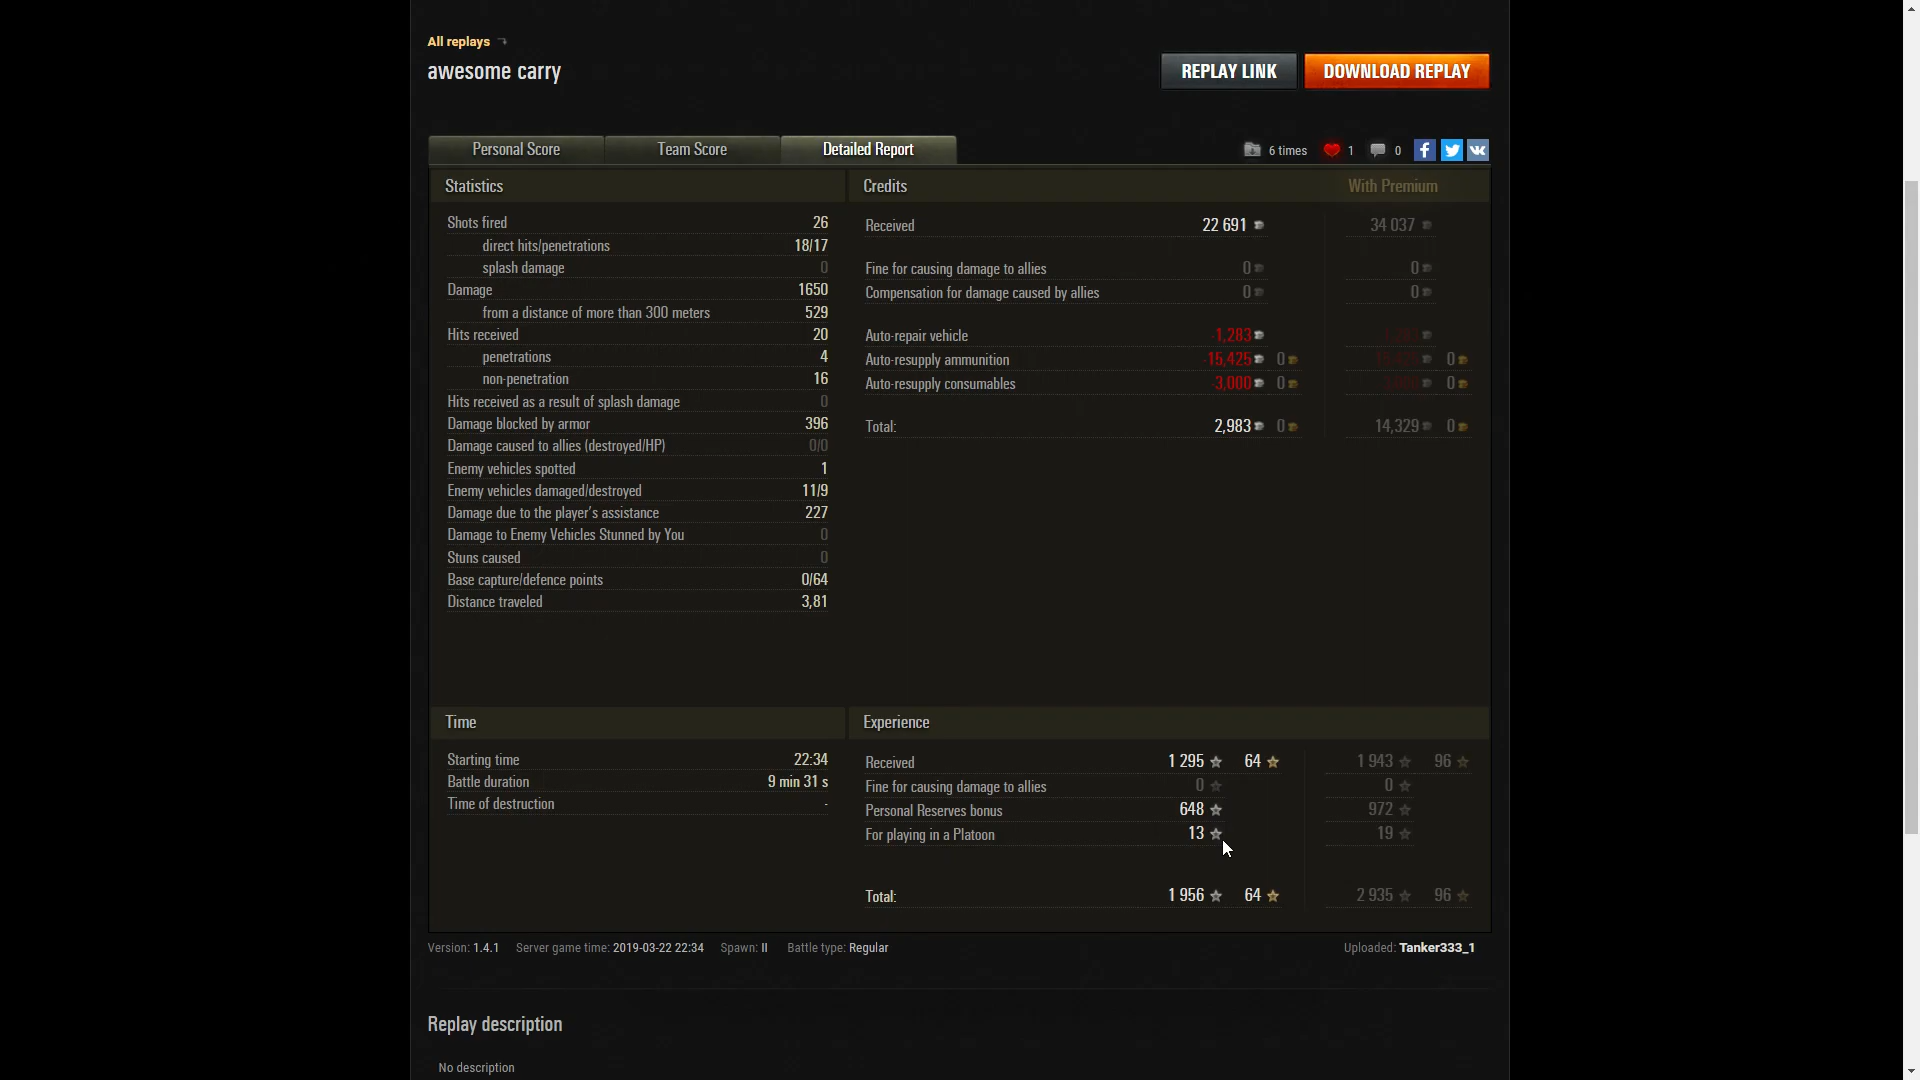 All replays
awesome carry
REPLAY LINK
DOWNLOAD REPLAY
Personal Score Team Score Detailed Report
6 times 1 0
Statistics
Shots fired 26
direct hits/penetrations 18/17
splash damage 0
Damage 1650
from a distance of more than 300 meters 529
Hits received 20
penetrations 4
non-penetration 16
Hits received as a result of splash damage 0
Damage blocked by armor 396
Damage caused to allies (destroyed/HP) 0/0
Enemy vehicles spotted 1
Enemy vehicles damaged/destroyed 11/9
Damage due to the player's assistance 227
Damage to Enemy Vehicles Stunned by You 0
Stuns caused 0
Base capture/defence points 0/64
Distance traveled 3,81
Credits With Premium
Received 22 691 34 037
Fine for causing damage to allies 0 0
Compensation for damage caused by allies 0 0
Auto-repair vehicle -1,283
Auto-resupply ammunition -15,425 0 0
Auto-resupply consumables -3,000 0 0
Total: 2,983 0 14,329 0
Time
Starting time 22:34
Battle duration 9 min 31 s
Time of destruction -
Experience
Received 1 295 64 1 943 96
Fine for causing damage to allies 0 0
Personal Reserves bonus 648 972
For playing in a Platoon 13 19
Total: 1 956 64 2 935 96
Version: 1.4.1 Server game time: 2019-03-22 22:34 Spawn: II Battle type: Regular Uploaded: Tanker333_1
Replay description
No description